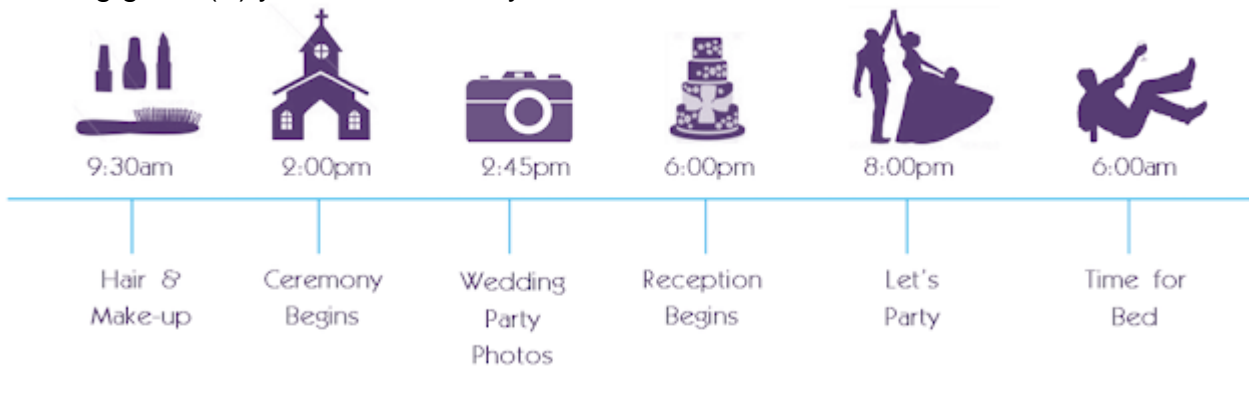 9:30am 2:00pm 2:45pm 6:00pm 8:00pm 6:00am
Hair &
Make-up
Ceremony
Begins
Wedding
Party
Photos
Reception
Begins
Let's
Party
Time for
Bed